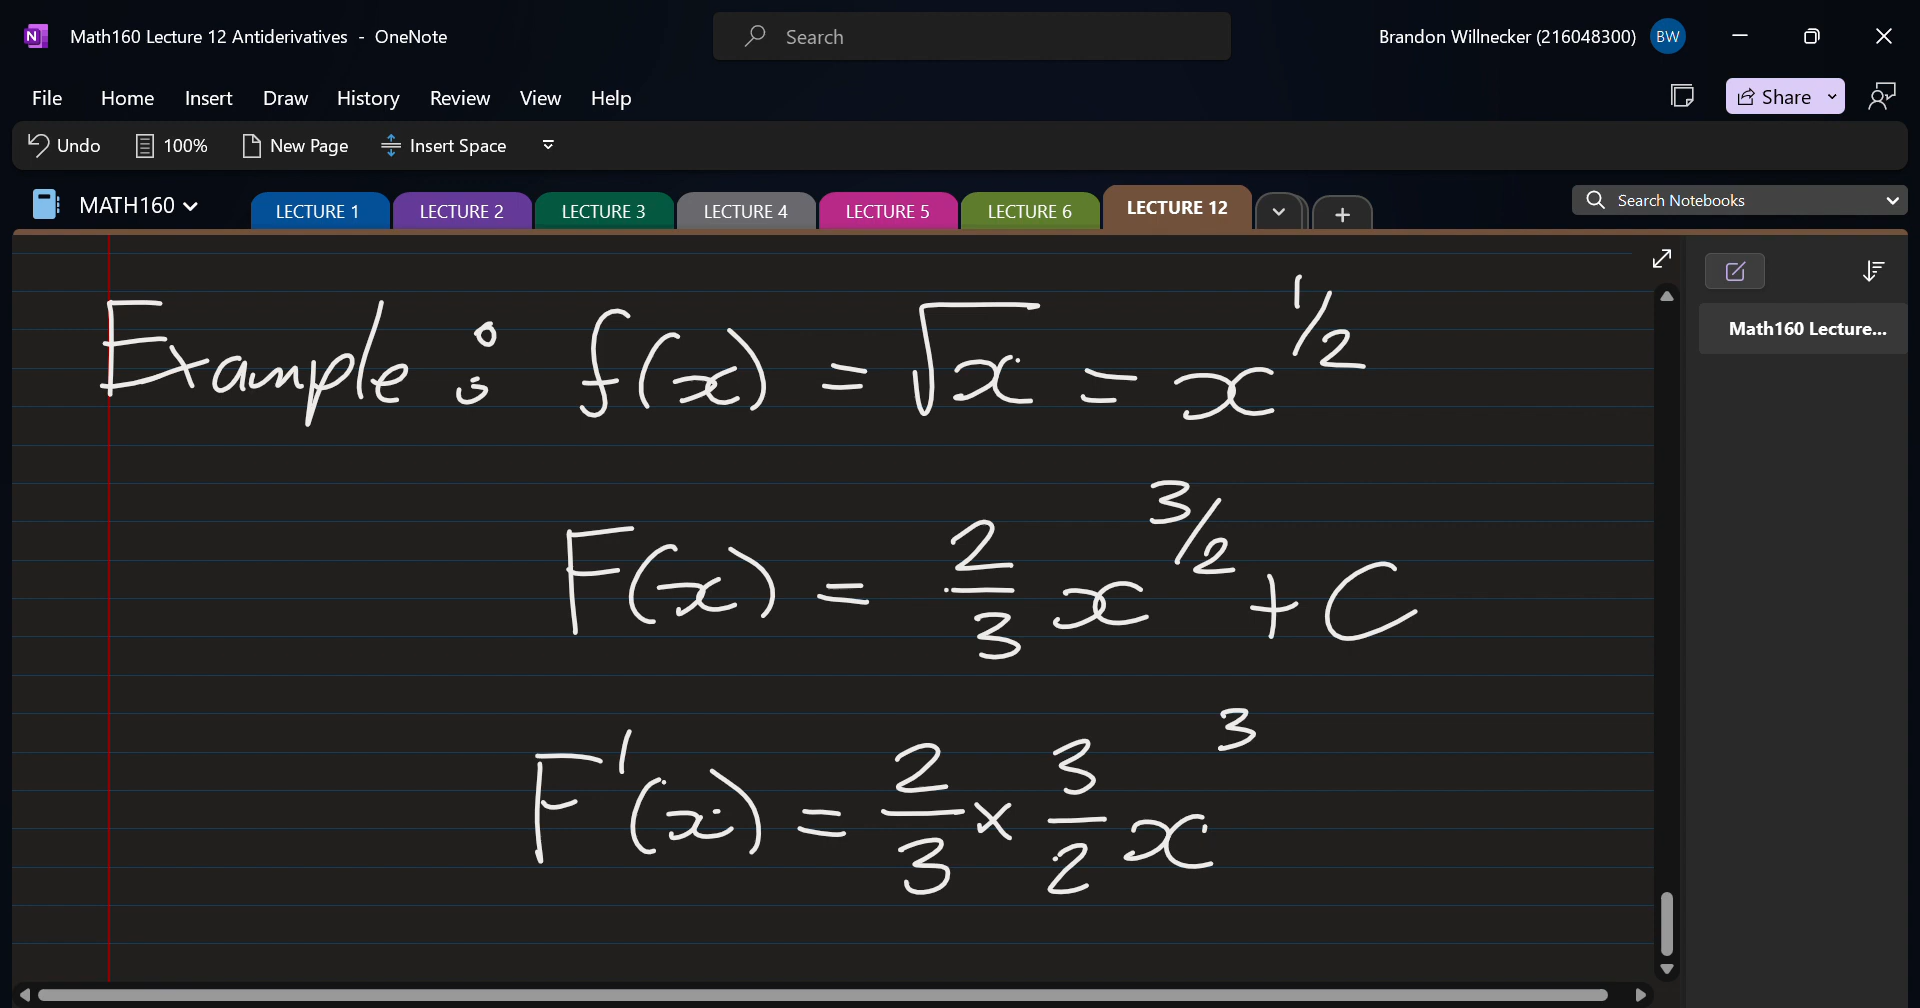 Math160 Lecture 12 Antiderivatives - OneNote
Search
Brandon Willnecker (216048300) BW
File Home Insert Draw History Review View Help
Share
Undo 100% New Page Insert Space
MATH160 LECTURE 1 LECTURE 2 LECTURE 3 LECTURE 4 LECTURE 5 LECTURE 6 LECTURE 12 +
Search Notebooks
Math160 Lecture...
Example : f(x) = √x = x^1/2
F(x) = 2/3 x^3/2 + C
F'(x) = 2/3 × 3/2 x^3